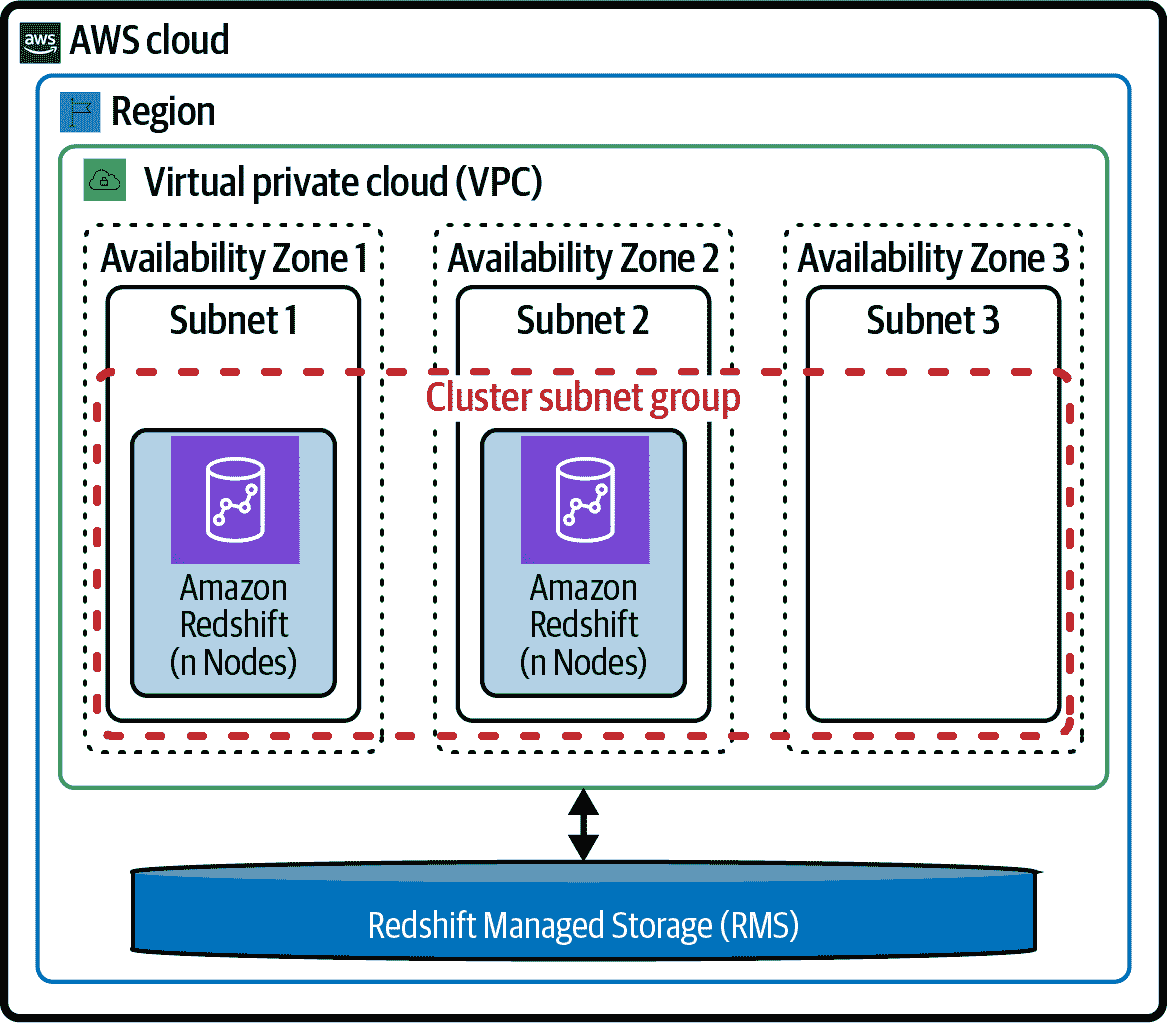 aws
AWS cloud
Region
Virtual private cloud (VPC)
Availability Zone 1
Subnet 1
Availability Zone 2
Subnet 2
Availability Zone 3
Subnet 3
Cluster subnet group
Amazon
Redshift
(n Nodes)
Amazon
Redshift
(n Nodes)
Redshift Managed Storage (RMS)